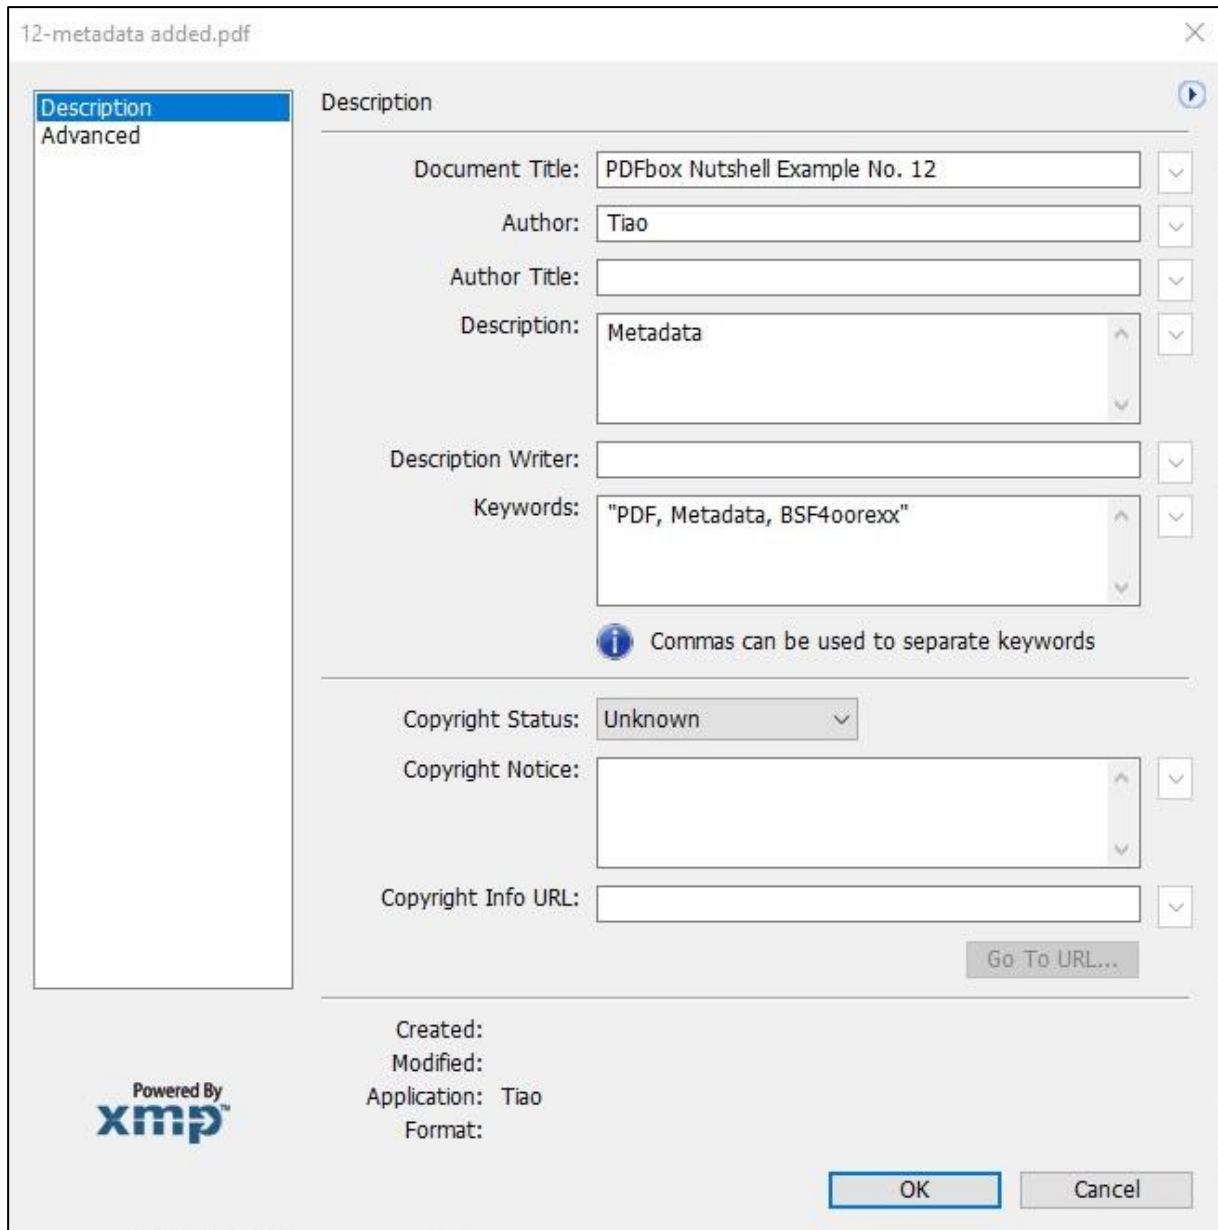 12-metadata added.pdf
Description
Advanced
Description
Document Title: PDFbox Nutshell Example No. 12
Author: Tiao
Author Title:
Description: Metadata
Description Writer:
Keywords: "PDF, Metadata, BSF4oorexx"
Commas can be used to separate keywords
Copyright Status: Unknown
Copyright Notice:
Copyright Info URL:
Go To URL...
Created:
Modified:
Application: Tiao
Format:
Powered By
xmp™
OK Cancel